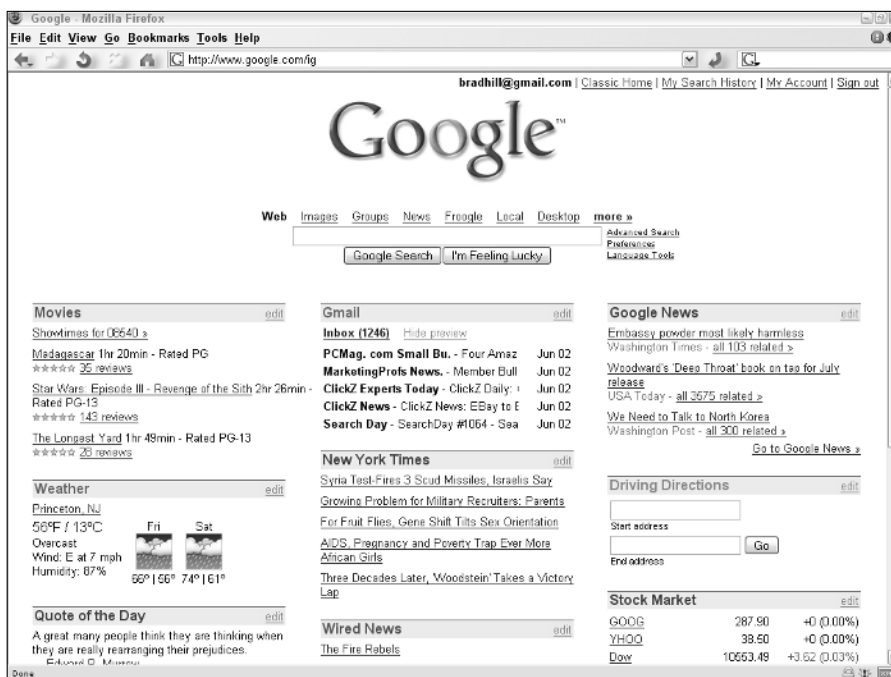 Google - Mozilla Firefox
File Edit View Go Bookmarks Tools Help
http://www.google.com/ig
bradhill@gmail.com | Classic Home | My Search History | My Account | Sign out
Google™
Web Images Groups News Froogle Local Desktop more »
Advanced Search
Preferences
Language Tools
Google Search I'm Feeling Lucky
Movies edit
Showtimes for 08540 »
Madagascar 1hr 20min - Rated PG
35 reviews
Star Wars: Episode III - Revenge of the Sith 2hr 26min -
Rated PG-13
143 reviews
The Longest Yard 1hr 49min - Rated PG-13
28 reviews
Weather edit
Princeton, NJ
56°F / 13°C
Overcast
Wind: E at 7 mph
Humidity: 87%
Fri Sat
66° | 56° 74° | 61°
Quote of the Day edit
A great many people think they are thinking when
they are really rearranging their prejudices.
Edward R. Murrow
Gmail edit
Inbox (1246) Hide preview
PCMag. com Small Bu. - Four Amaz Jun 02
MarketingProfs News. - Member Bull Jun 02
ClickZ Experts Today - ClickZ Daily: Jun 02
ClickZ News - ClickZ News: EBay to E Jun 02
Search Day - SearchDay #1064 - Sea Jun 02
New York Times edit
Syria Test-Fires 3 Scud Missiles, Israelis Say
Growing Problem for Military Recruiters: Parents
For Fruit Flies, Gene Shift Tilts Sex Orientation
AIDS, Pregnancy and Poverty Trap Ever More
African Girls
Three Decades Later, 'Woodstein' Takes a Victory
Lap
Wired News edit
The Fire Rebels
Google News edit
Embassy powder most likely harmless
Washington Times - all 103 related »
Woodward's 'Deep Throat' book on tap for July
release
USA Today - all 3675 related »
We Need to Talk to North Korea
Washington Post - all 300 related »
Go to Google News »
Driving Directions edit
Start address
Go
End address
Stock Market edit
GOOG 287.90 +0 (0.00%)
YHOO 38.50 +0 (0.00%)
Dow 10553.49 +3.62 (0.03%)
Done